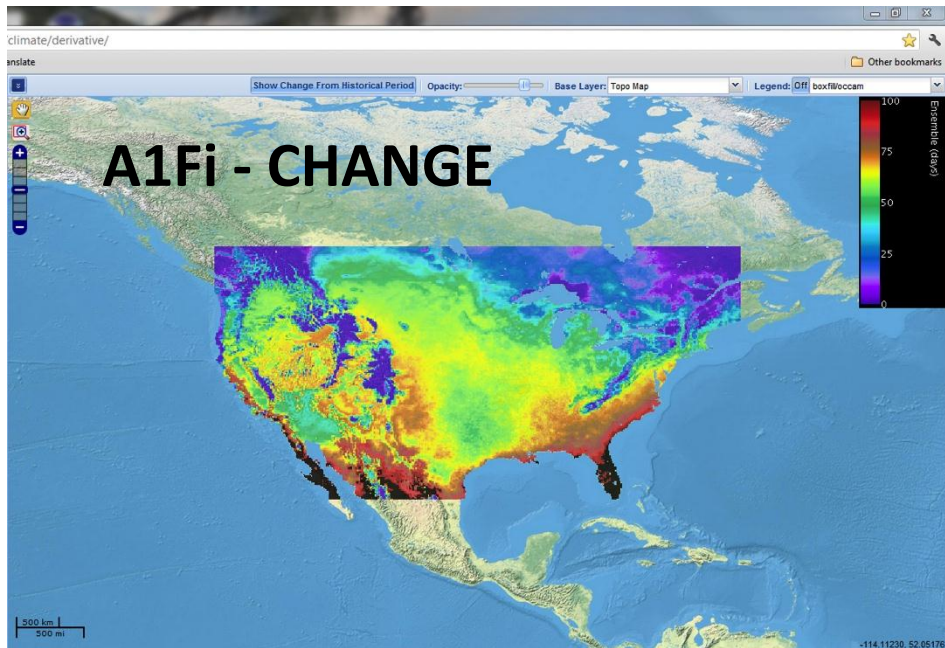 climate/derivative/
anslate
Other bookmarks
Show Change From Historical Period Opacity: Base Layer: Topo Map Legend: Off boxfill/occam
A1Fi - CHANGE
100
75
50
25
0
Ensemble (days)
500 km
500 mi
-114.11230, 52.05176